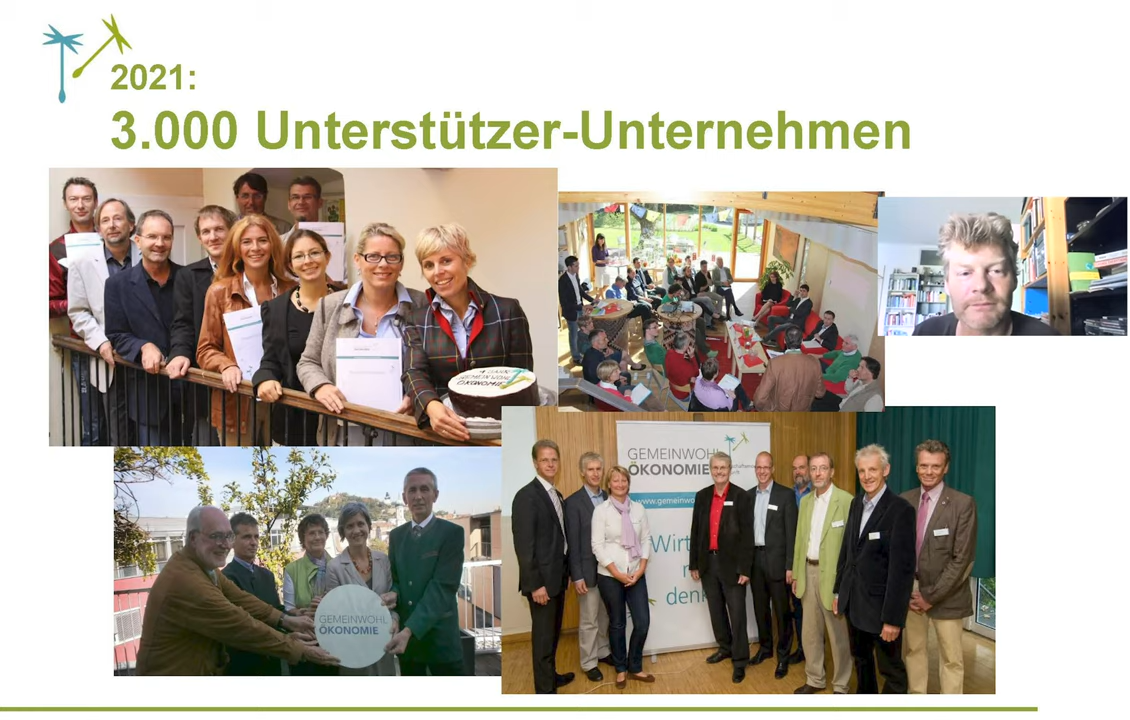 2021:
3.000 Unterstützer-Unternehmen
GEMEINWOHL
ÖKONOMIE
GEMEINWOHL
ÖKONOMIE
GEMEINWOHL
ÖKONOMIE
www.gemeinwo
Wirt
denk